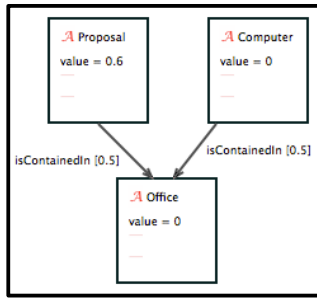 A Proposal
value = 0.6
A Computer
value = 0
isContainedIn [0.5]
isContainedIn [0.5]
A Office
value = 0